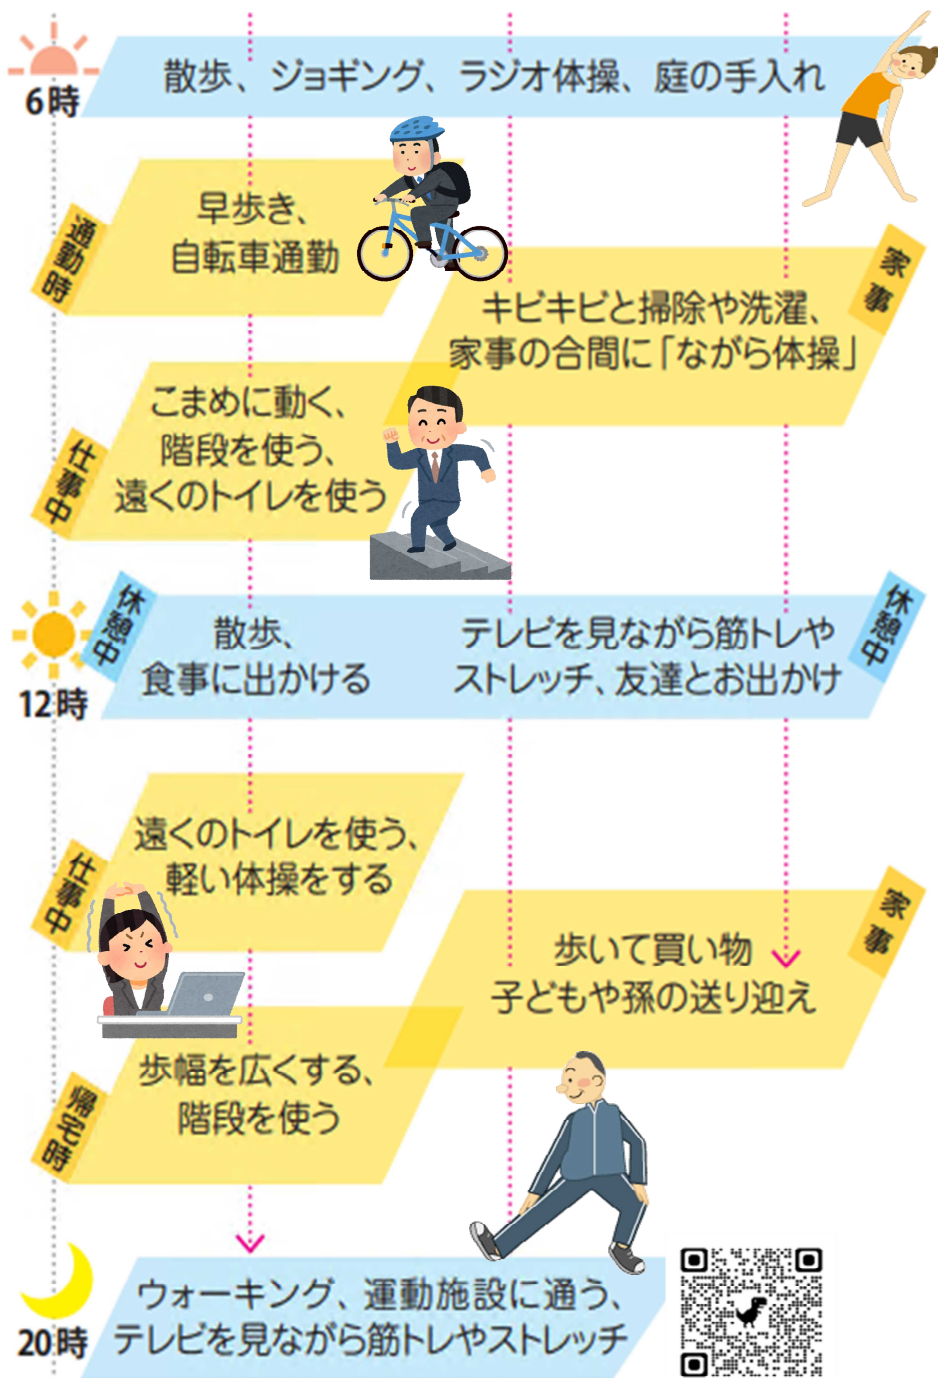 6時
散歩、ジョギング、ラジオ体操、庭の手入れ
通勤時
早歩き、
自転車通勤
家事
キビキビと掃除や洗濯、
家事の合間に「ながら体操」
仕事中
こまめに動く、
階段を使う、
遠くのトイレを使う
12時
休憩中
散歩、
食事に出かける
休憩中
テレビを見ながら筋トレや
ストレッチ、友達とお出かけ
仕事中
遠くのトイレを使う、
軽い体操をする
家事
歩いて買い物
子どもや孫の送り迎え
帰宅時
歩幅を広くする、
階段を使う
20時
ウォーキング、運動施設に通う、
テレビを見ながら筋トレやストレッチ